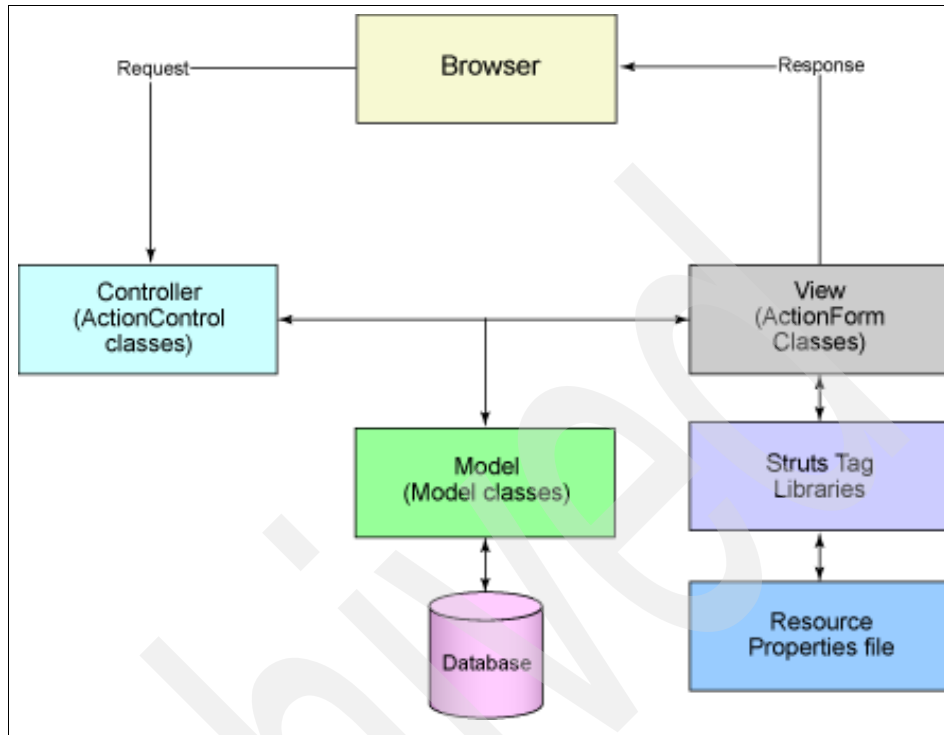 Browser
Request
Response
Controller
(ActionControl
classes)
View
(ActionForm
Classes)
Model
(Model classes)
Struts Tag
Libraries
Database
Resource
Properties file